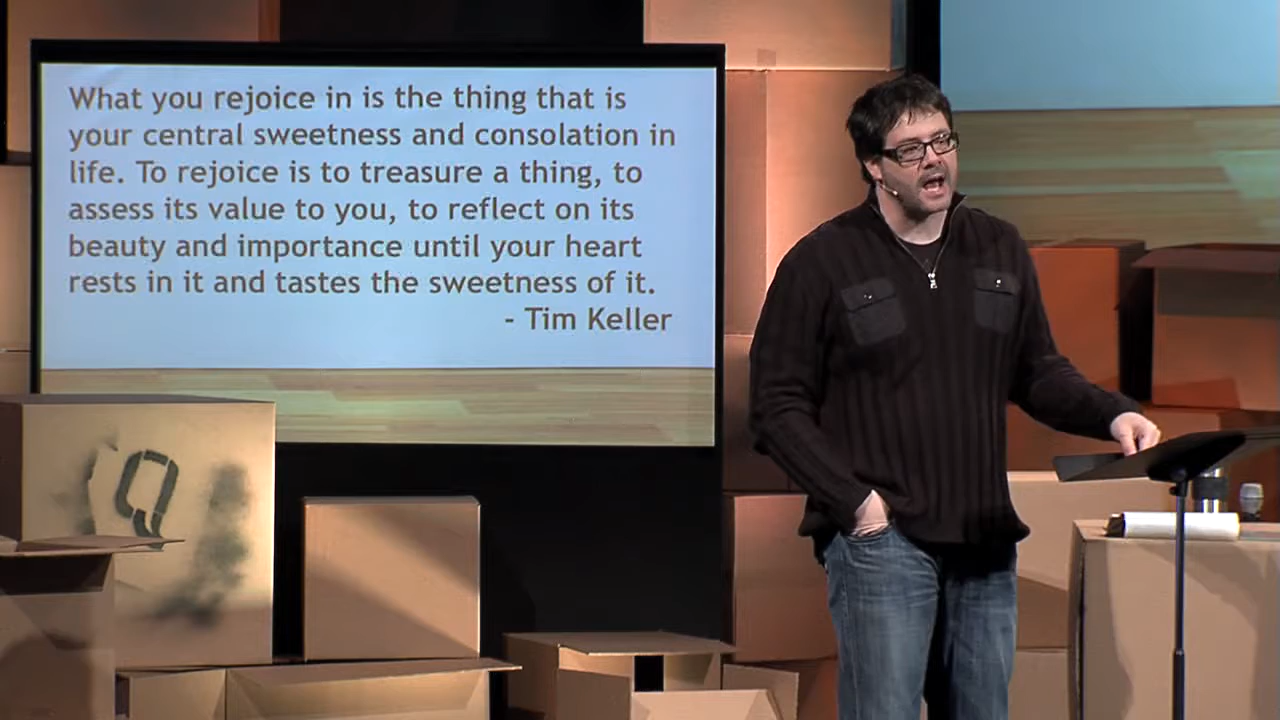 What you rejoice in is the thing that is
your central sweetness and consolation in
life. To rejoice is to treasure a thing, to
assess its value to you, to reflect on its
beauty and importance until your heart
rests in it and tastes the sweetness of it.
- Tim Keller
Q